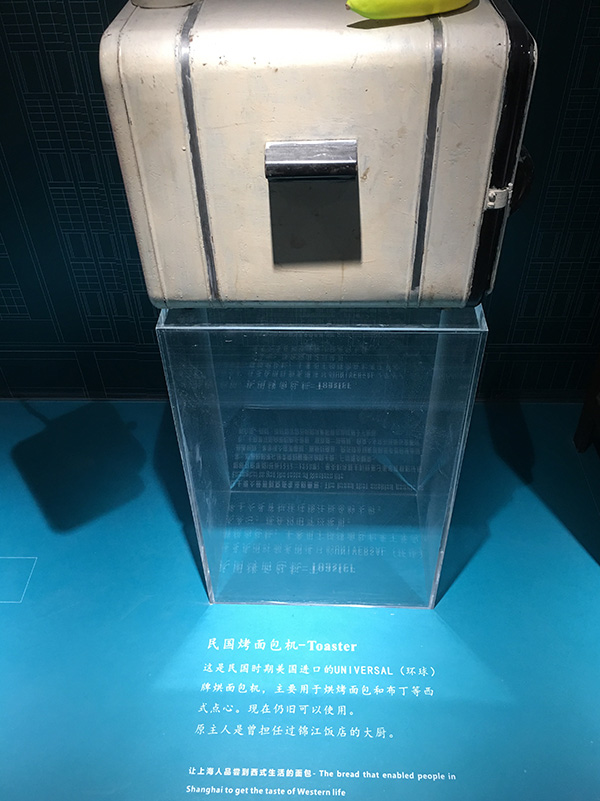 民国烤面包机-Toaster
这是民国时期美国进口的UNIVERSAL（环球）
牌烘面包机，主要用于烘烤面包和布丁等西
式点心。现在仍旧可以使用。
原主人是曾担任过锦江饭店的大厨。
让上海人品尝到西式生活的面包- The bread that enabled people in
Shanghai to get the taste of Western life